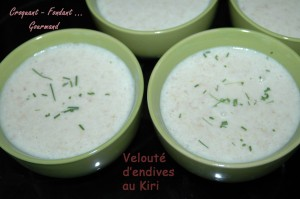 Croquant - Fondant ...
Gourmand
Velouté
d'endives
au Kiri